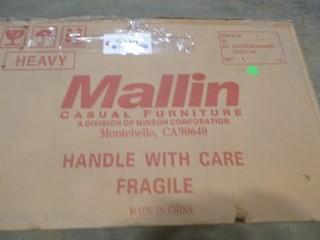 HEAVY
Mallin
CASUAL FURNITURE
A DIVISION OF MINSON CORPORATION
Montebello, CA 90640
HANDLE WITH CARE
FRAGILE
MADE IN CHINA